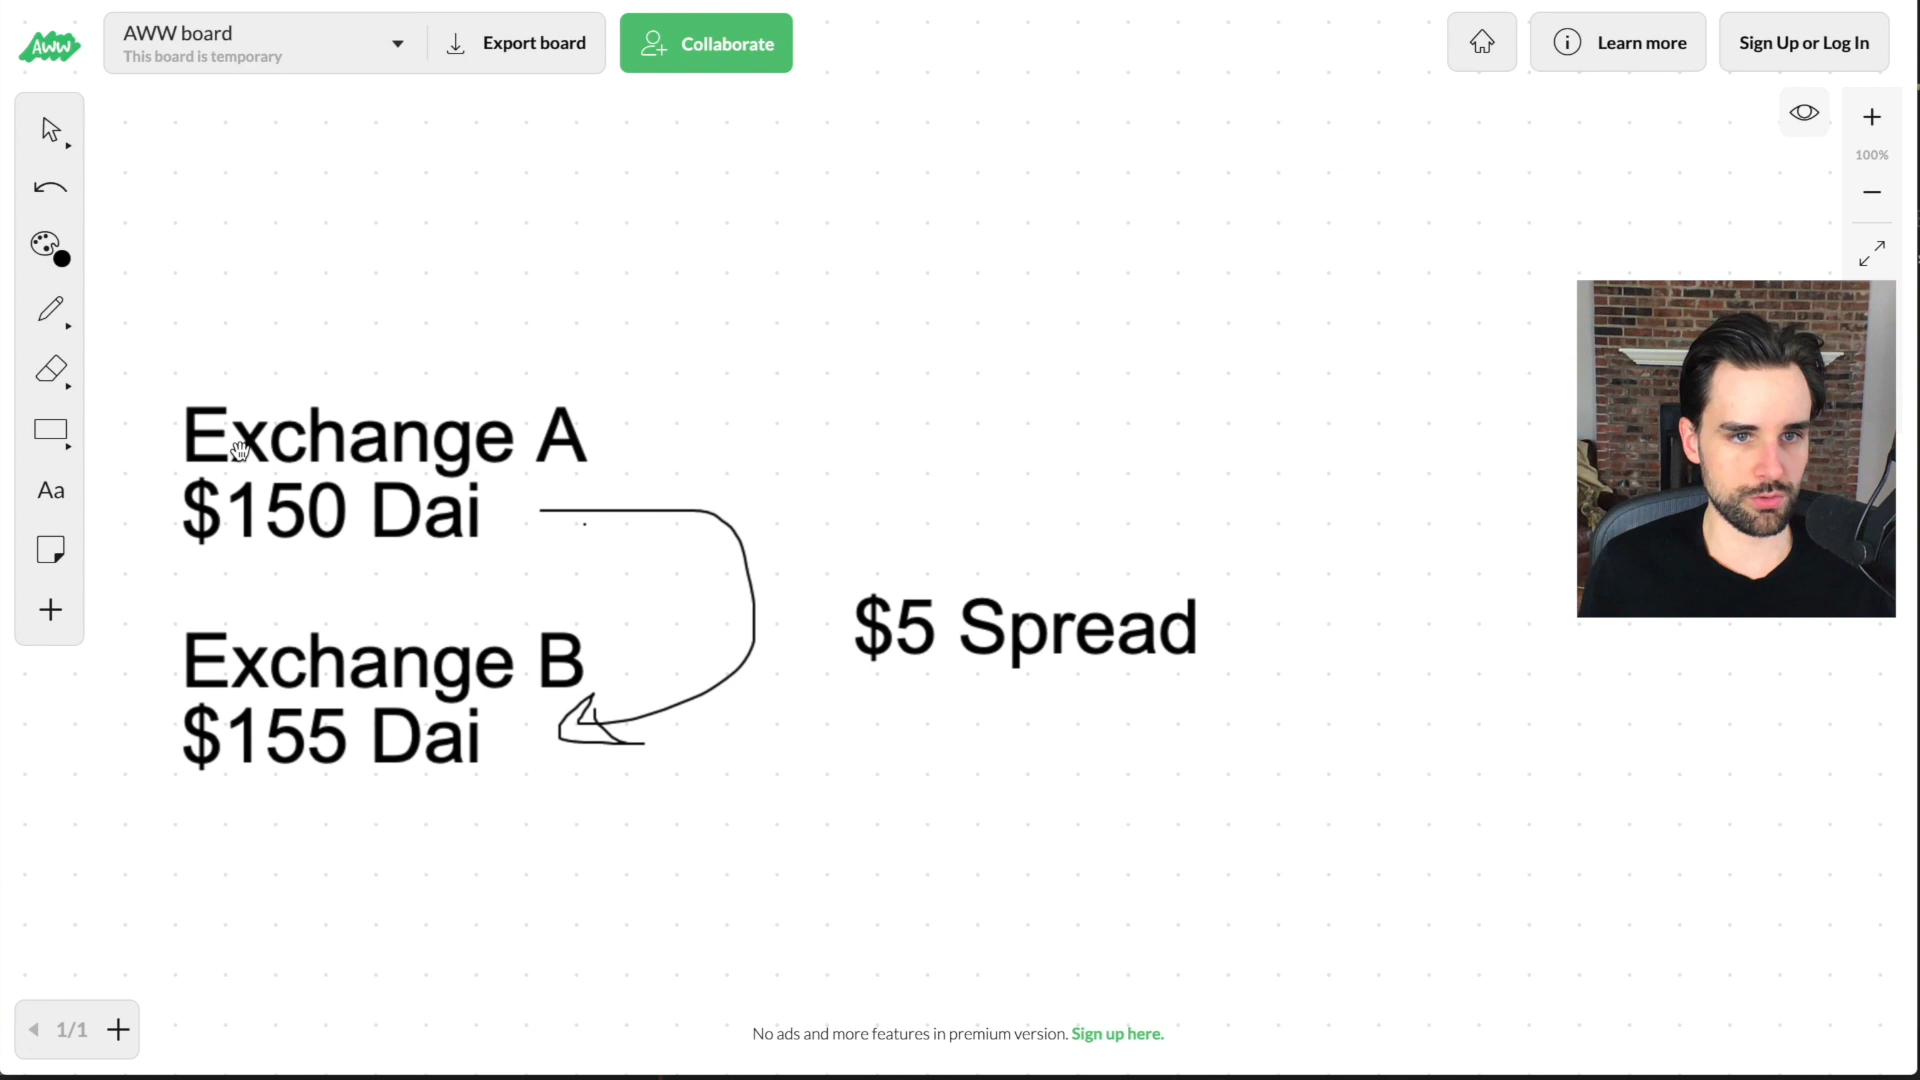 AWW
AWW board
This board is temporary
Export board
Collaborate
Learn more
Sign Up or Log In
100%
Aa
Exchange A
$150 Dai
Exchange B
$155 Dai
$5 Spread
1/1
No ads and more features in premium version. Sign up here.